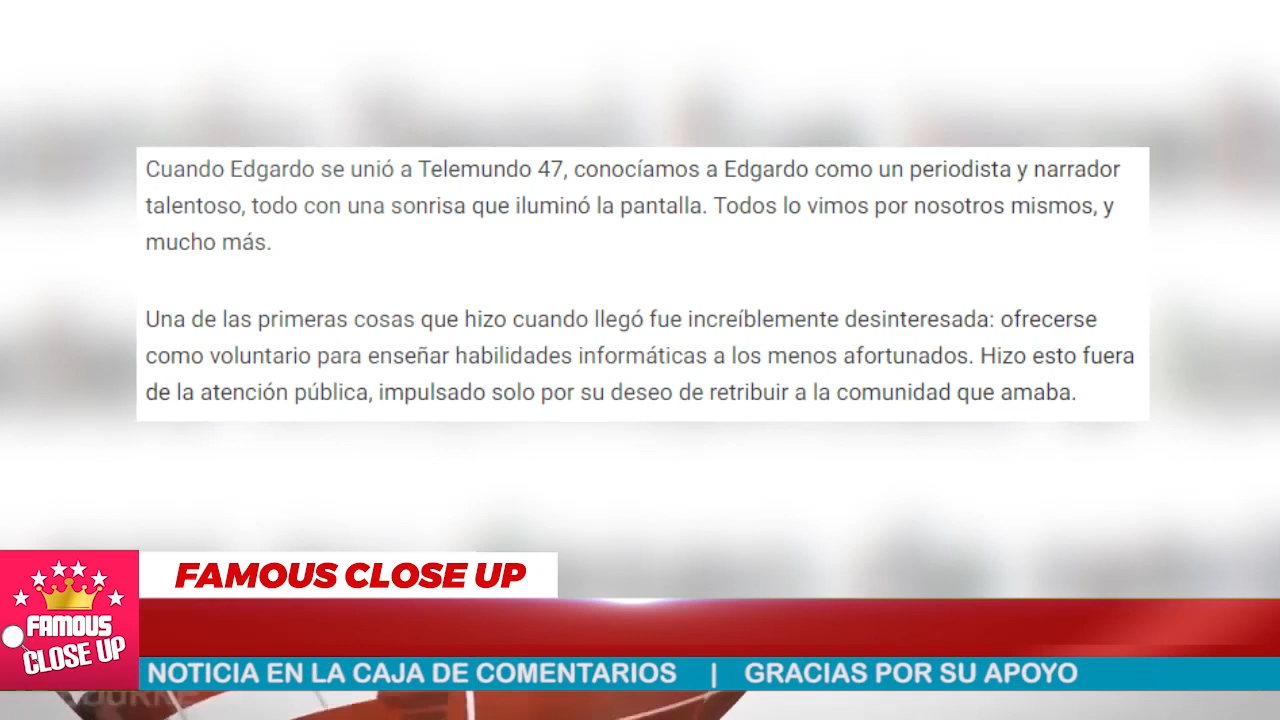 Cuando Edgardo se unió a Telemundo 47, conocíamos a Edgardo como un periodista y narrador
talentoso, todo con una sonrisa que iluminó la pantalla. Todos lo vimos por nosotros mismos, y
mucho más.
Una de las primeras cosas que hizo cuando llegó fue increíblemente desinteresada: ofrecerse
como voluntario para enseñar habilidades informáticas a los menos afortunados. Hizo esto fuera
de la atención pública, impulsado solo por su deseo de retribuir a la comunidad que amaba.
FAMOUS CLOSE UP
FAMOUS
CLOSE UP
NOTICIA EN LA CAJA DE COMENTARIOS | GRACIAS POR SU APOYO